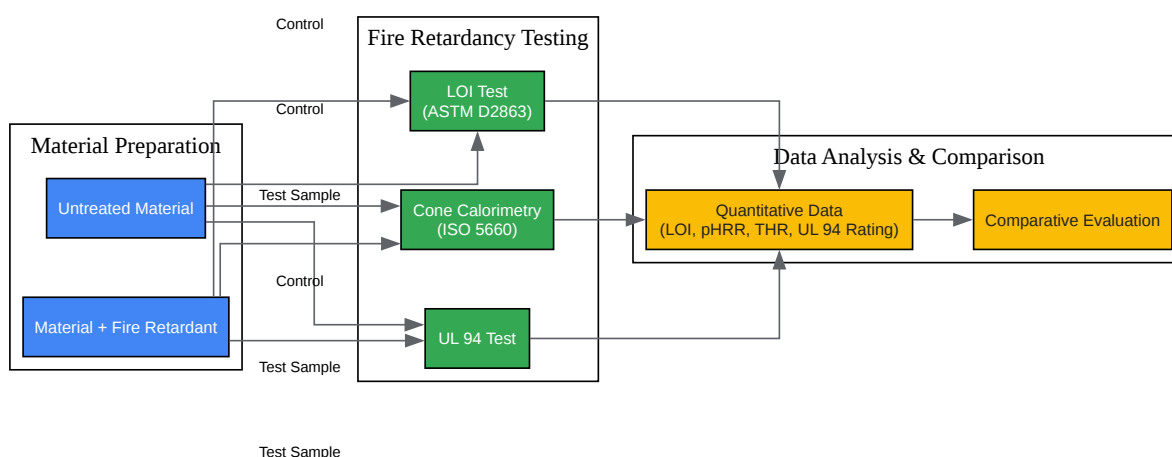 Control
Fire Retardancy Testing
LOI Test
(ASTM D2863)
Control
Material Preparation
Data Analysis & Comparison
Untreated Material
Test Sample
Cone Calorimetry
(ISO 5660)
Quantitative Data
(LOI, pHRR, THR, UL 94 Rating)
Comparative Evaluation
Control
Material + Fire Retardant
UL 94 Test
Test Sample
Test Sample